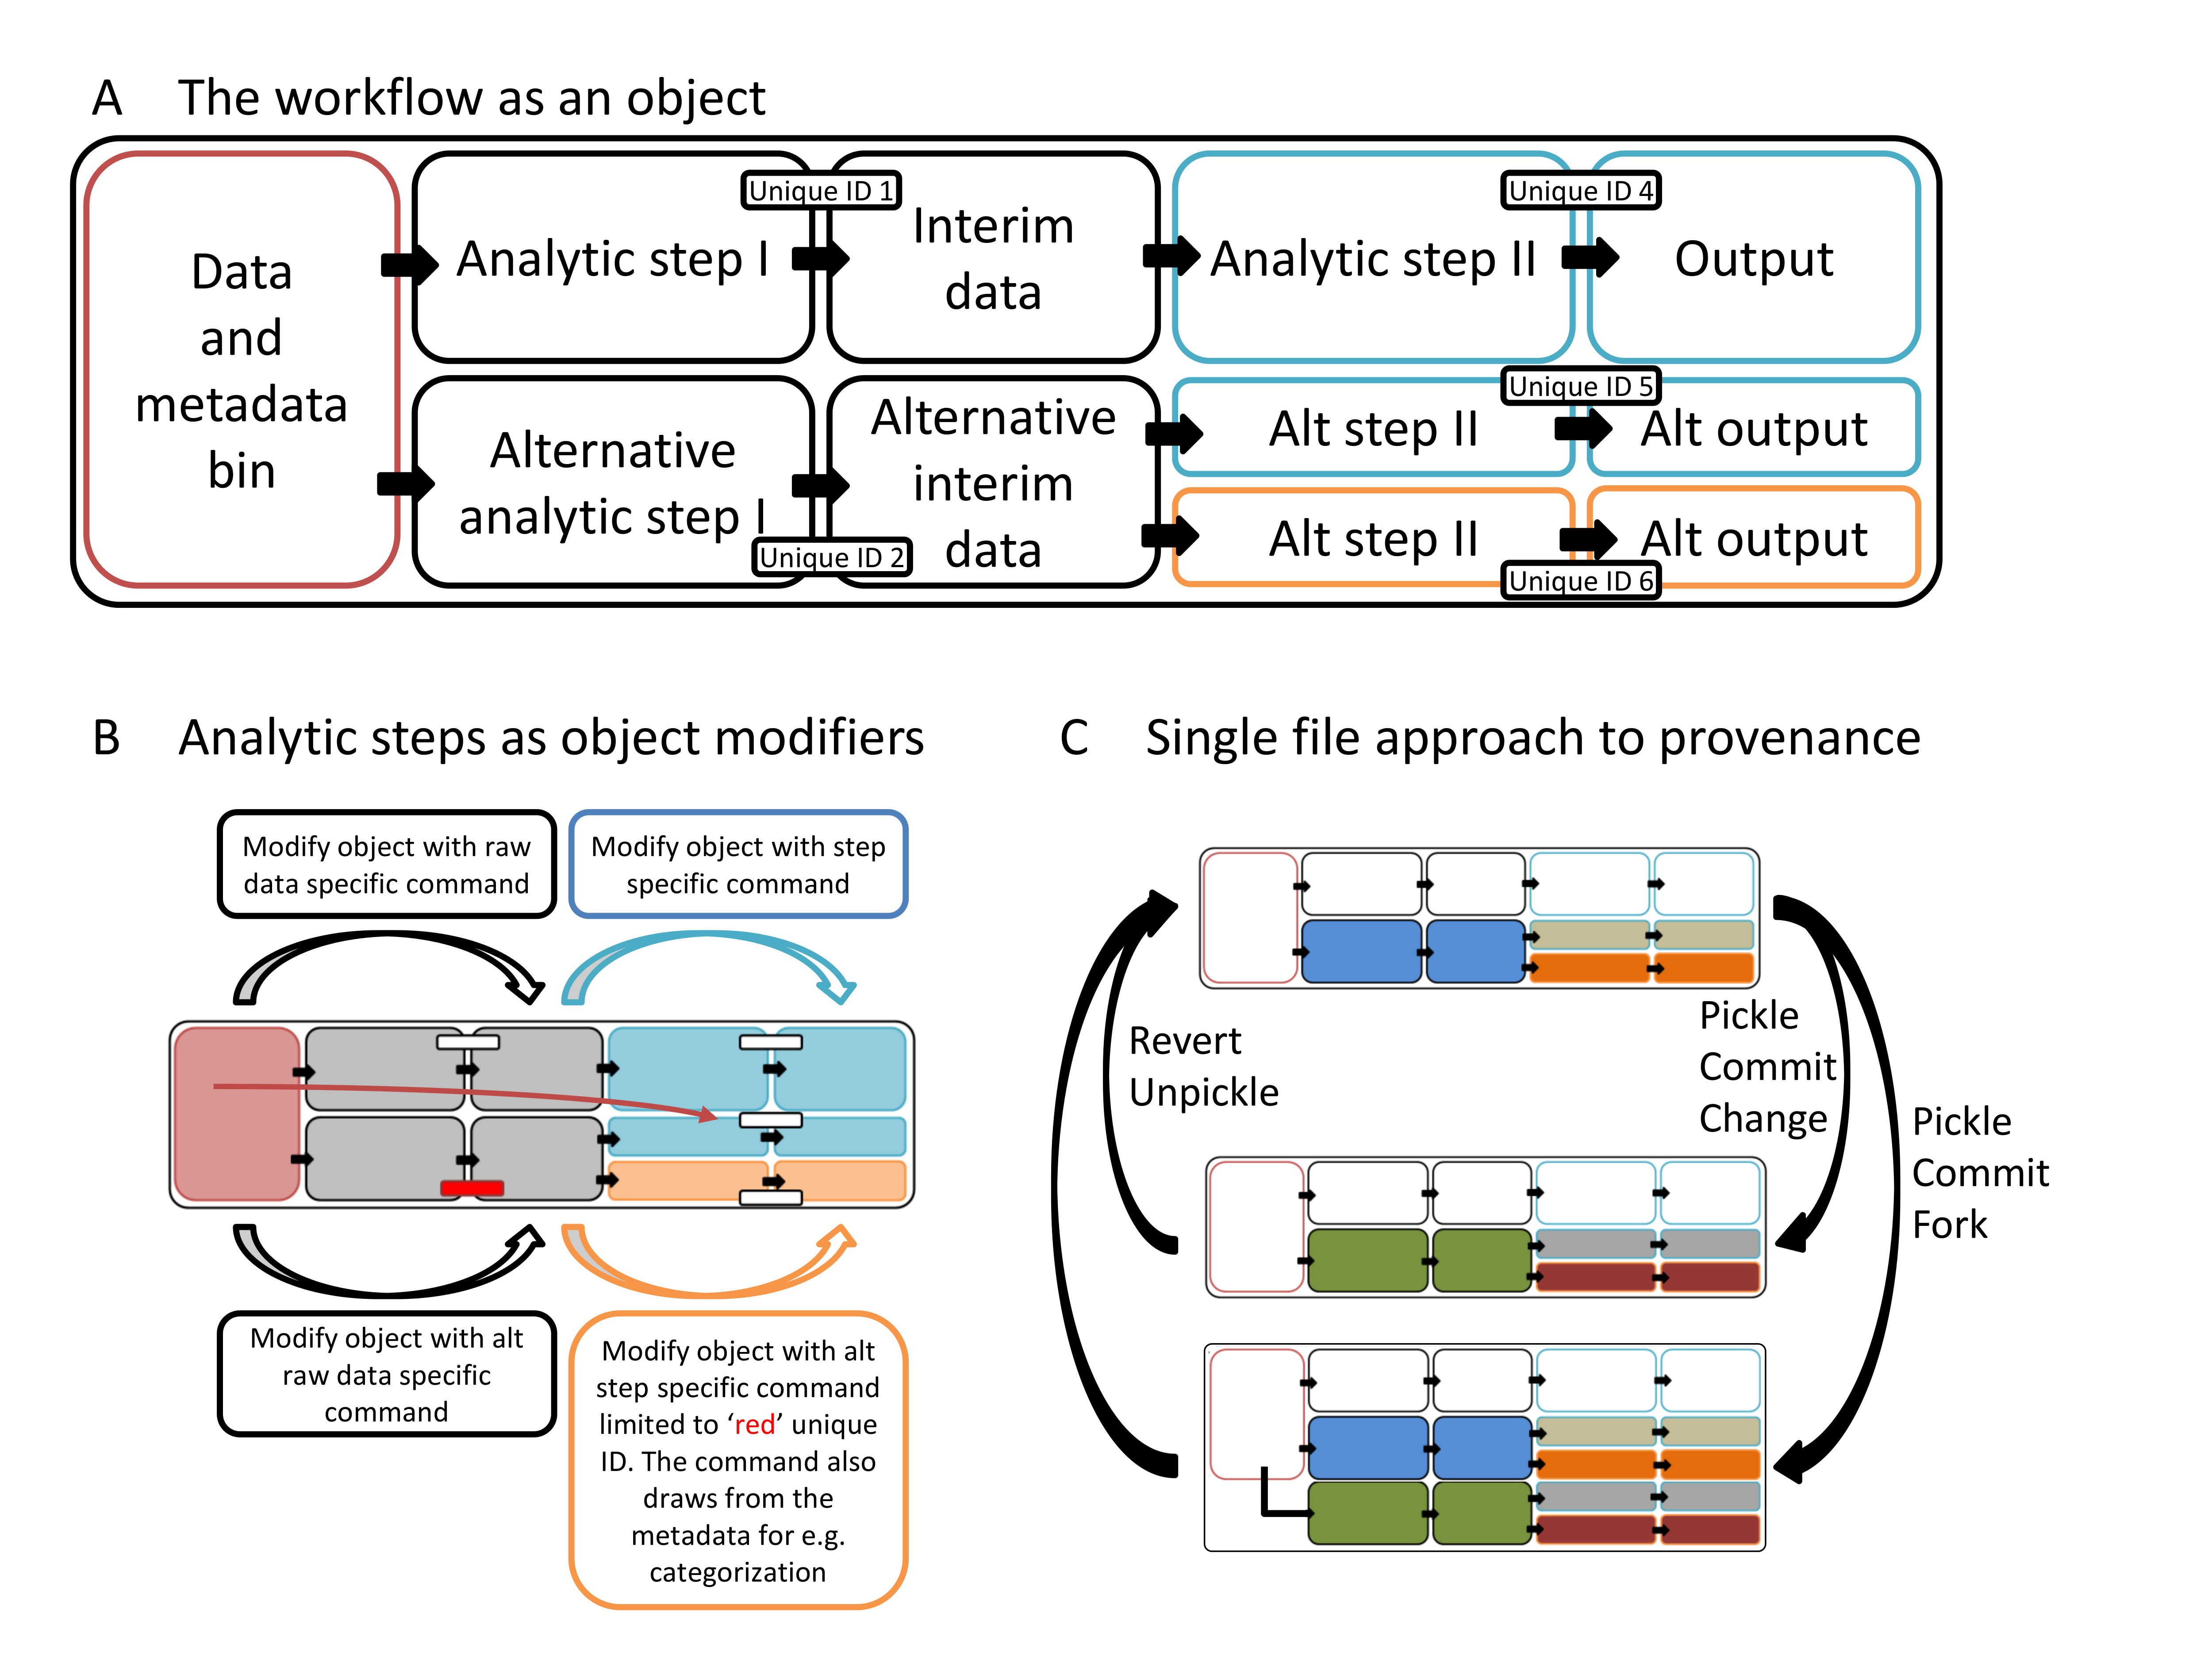 A The workflow as an object
Data
and
metadata
bin
Analytic step I
Unique ID 1
Interim
data
Analytic step II
Unique ID 4
Output
Alternative
analytic step I
Unique ID 2
Alternative
interim
data
Alt step II
Unique ID 5
Alt output
Alt step II
Unique ID 6
Alt output
B Analytic steps as object modifiers
Modify object with raw
data specific command
Modify object with step
specific command
Modify object with alt
raw data specific
command
Modify object with alt
step specific command
limited to ‘red’ unique
ID. The command also
draws from the
metadata for e.g.
categorization
C Single file approach to provenance
Revert
Unpickle
Pickle
Commit
Change
Pickle
Commit
Fork